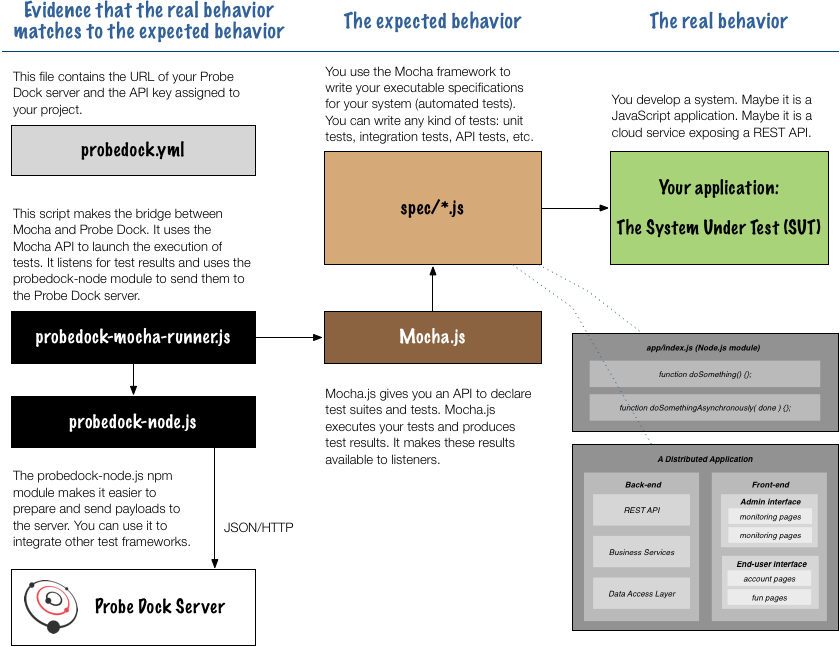 Evidence that the real behavior
matches to the expected behavior
The expected behavior
The real behavior
This file contains the URL of your Probe
Dock server and the API key assigned to
your project.
probedock.yml
This script makes the bridge between
Mocha and Probe Dock. It uses the
Mocha API to launch the execution of
tests. It listens for test results and uses the
probedock-node module to send them to
the Probe Dock server.
probedock-mocha-runner.js
probedock-node.js
The probedock-node.js npm
module makes it easier to
prepare and send payloads to
the server. You can use it to
integrate other test frameworks.
JSON/HTTP
Probe Dock Server
You use the Mocha framework to
write your executable specifications
for your system (automated tests).
You can write any kind of tests: unit
tests, integration tests, API tests, etc.
spec/*.js
Mocha.js
Mocha.js gives you an API to declare
test suites and tests. Mocha.js
executes your tests and produces
test results. It makes these results
available to listeners.
You develop a system. Maybe it is a
JavaScript application. Maybe it is a
cloud service exposing a REST API.
Your application:
The System Under Test (SUT)
app/index.js (Node.js module)
function doSomething() {};
function doSomethingAsynchronously( done ) {};
A Distributed Application
Back-end
REST API
Business Services
Data Access Layer
Front-end
Admin interface
monitoring pages
monitoring pages
End-user interface
account pages
fun pages